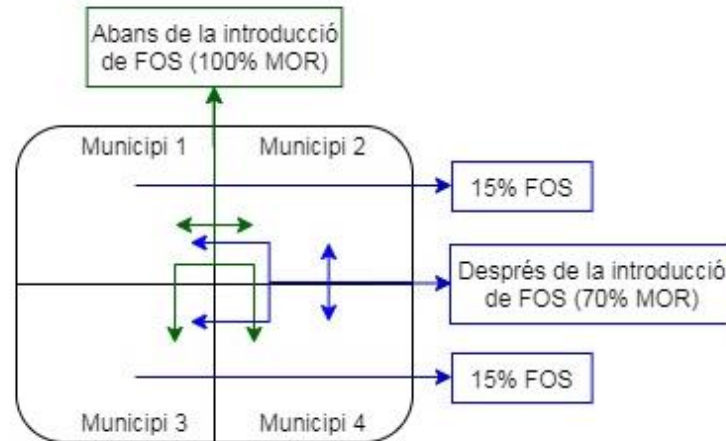 Abans de la introducció
de FOS (100% MOR)
Municipi 1
Municipi 2
15% FOS
Després de la introducció
de FOS (70% MOR)
15% FOS
Municipi 3
Municipi 4